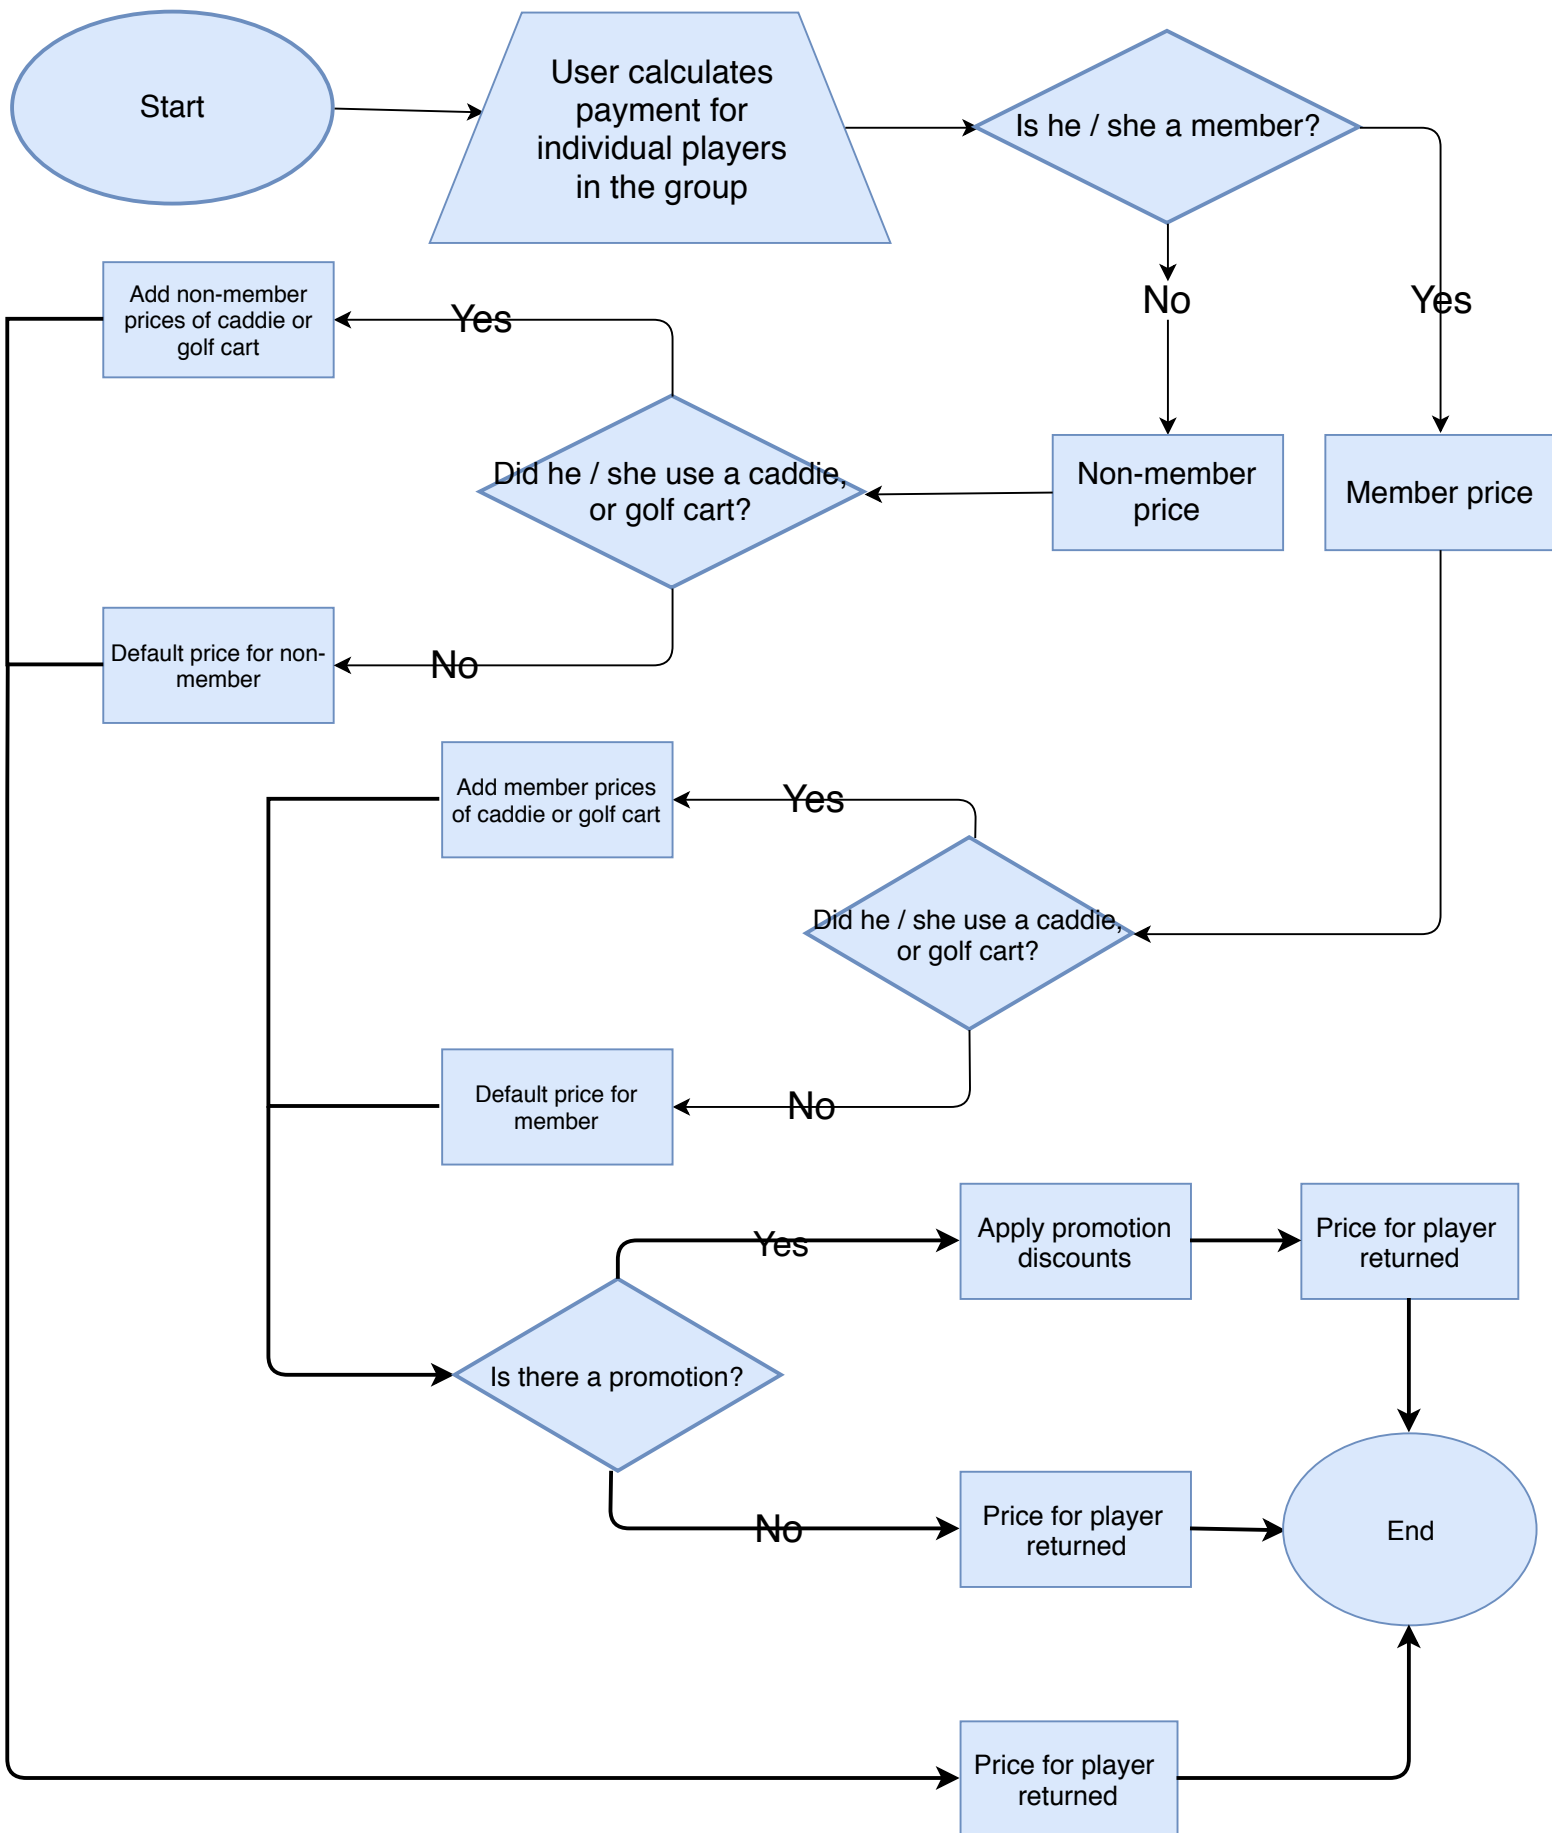 Start
User calculates
payment for
individual players
in the group
Is he / she a member?
No
Yes
Add non-member
prices of caddie or
golf cart
Yes
Did he / she use a caddie,
or golf cart?
Non-member
price
Member price
Default price for non-
member
No
Add member prices
of caddie or golf cart
Yes
Did he / she use a caddie,
or golf cart?
Default price for
member
No
Yes
Apply promotion
discounts
Price for player
returned
Is there a promotion?
No
Price for player
returned
End
Price for player
returned